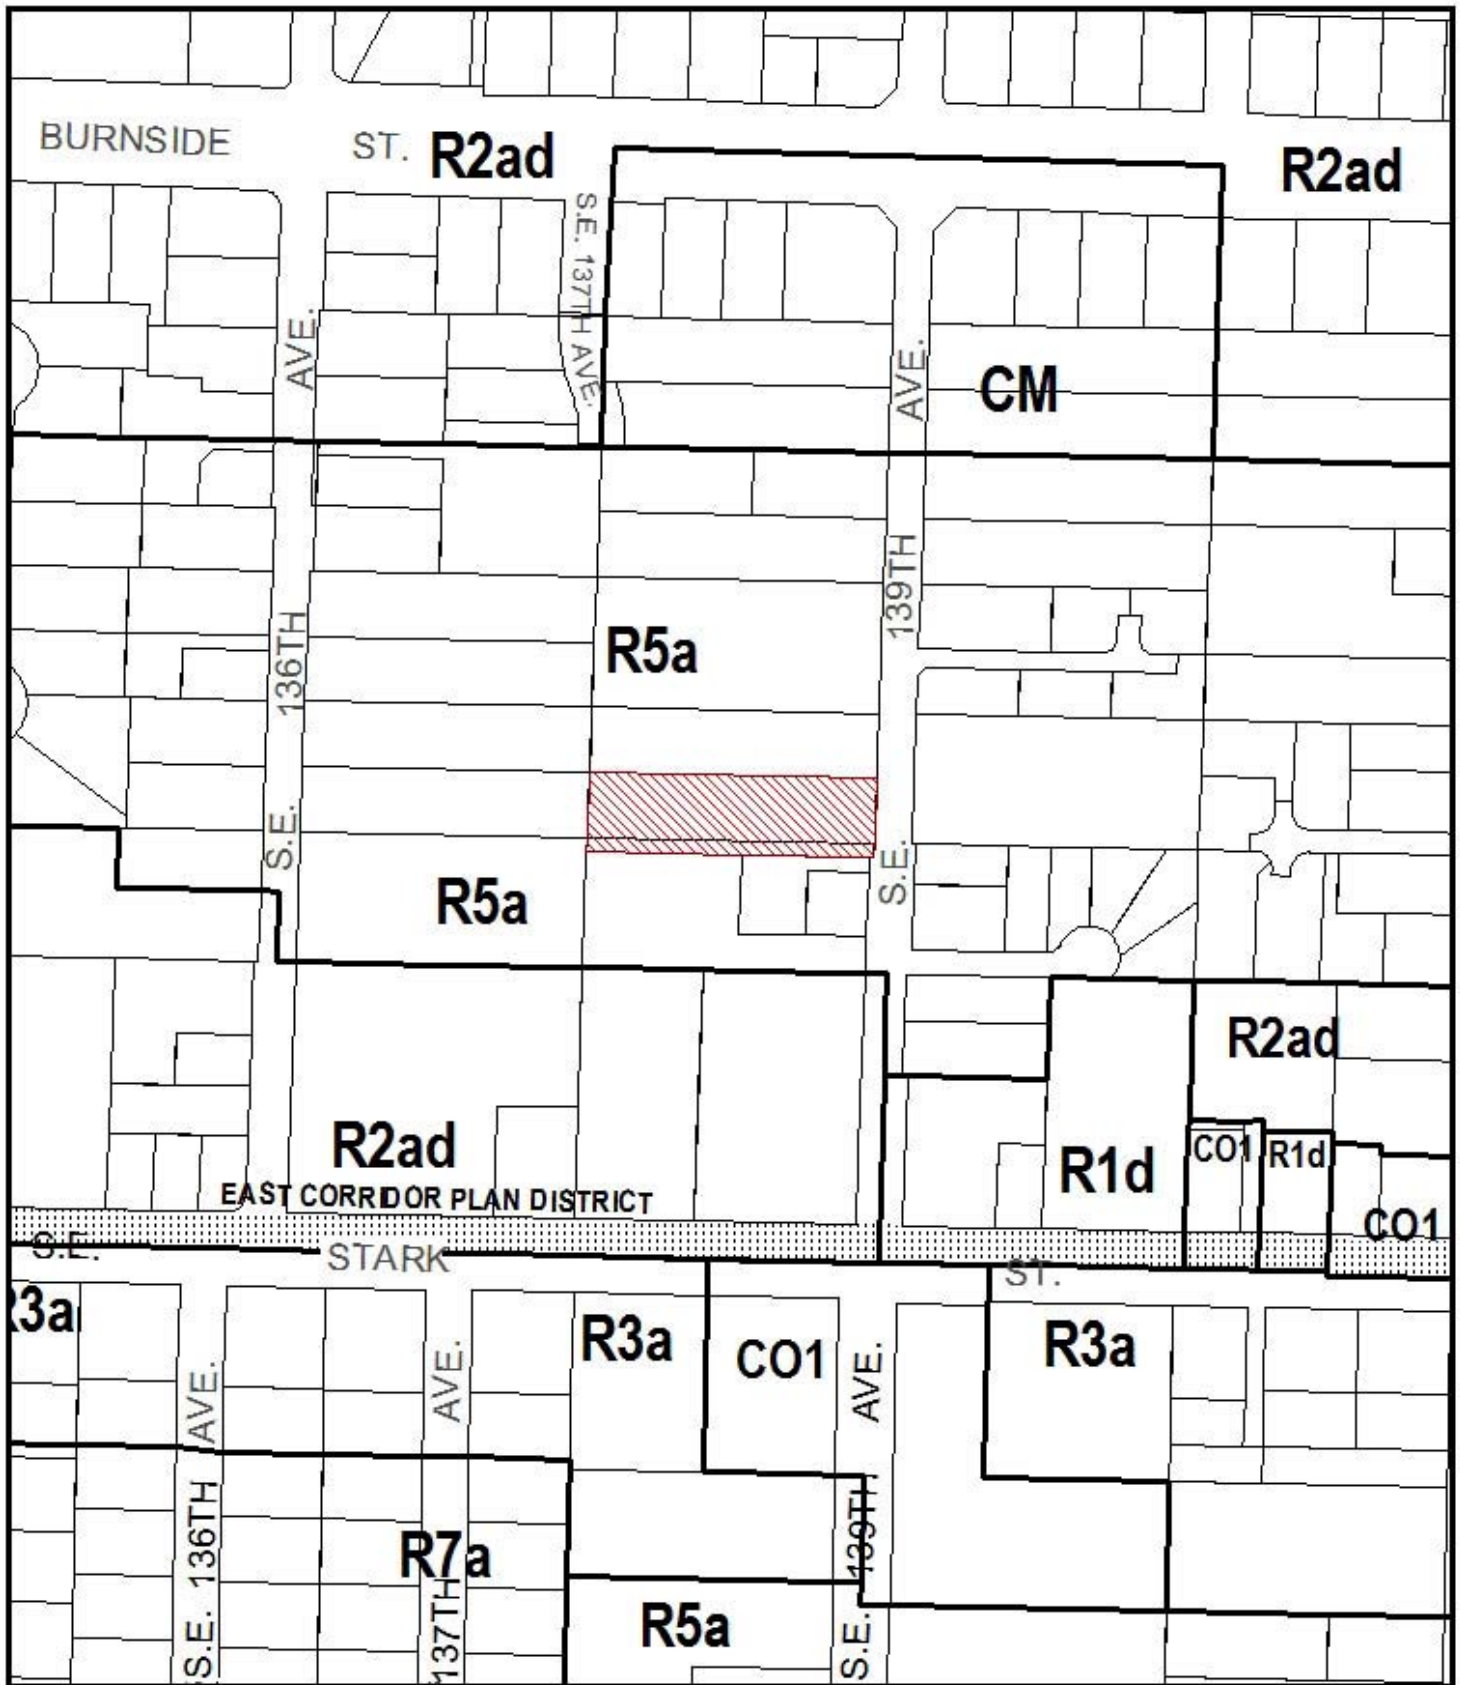 BURNSIDE ST. R2ad
R2ad
S.E. 137TH AVE.
AVE.
AVE.
CM
139TH
136TH
R5a
S.E.
S.E.
R5a
R2ad
R2ad
R1d
CO1
R1d
EAST CORRIDOR PLAN DISTRICT
CO1
S.E. STARK ST.
R3a
R3a
CO1
R3a
AVE.
AVE.
AVE.
136TH
139TH
R7a
137TH
S.E.
S.E.
R5a